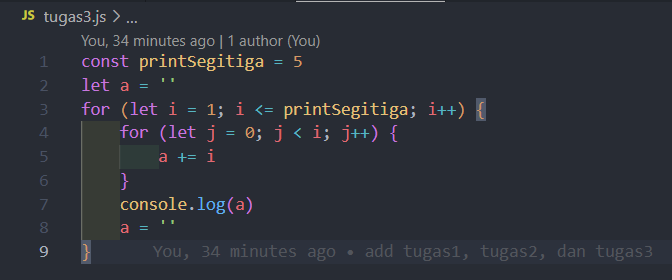 JS tugas3.js > ...
You, 34 minutes ago | 1 author (You)
1 const printSegitiga = 5
2 let a = ''
3 for (let i = 1; i <= printSegitiga; i++) {
4     for (let j = 0; j < i; j++) {
5         a += i
6     }
7     console.log(a)
8     a = ''
9 }        You, 34 minutes ago • add tugas1, tugas2, dan tugas3